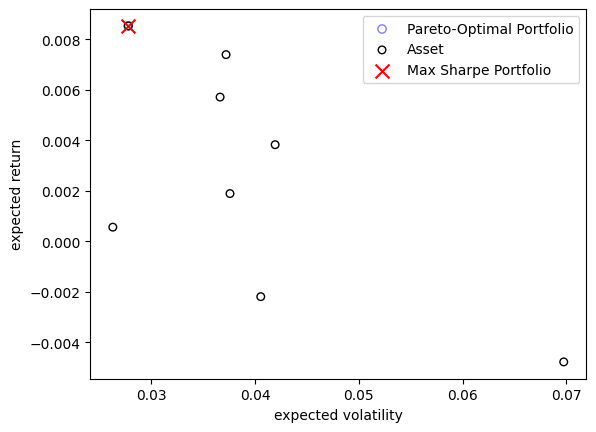 Pareto-Optimal Portfolio
Asset
Max Sharpe Portfolio
0.008
0.006
0.004
0.002
0.000
−0.002
−0.004
expected return
0.03
0.04
0.05
0.06
0.07
expected volatility